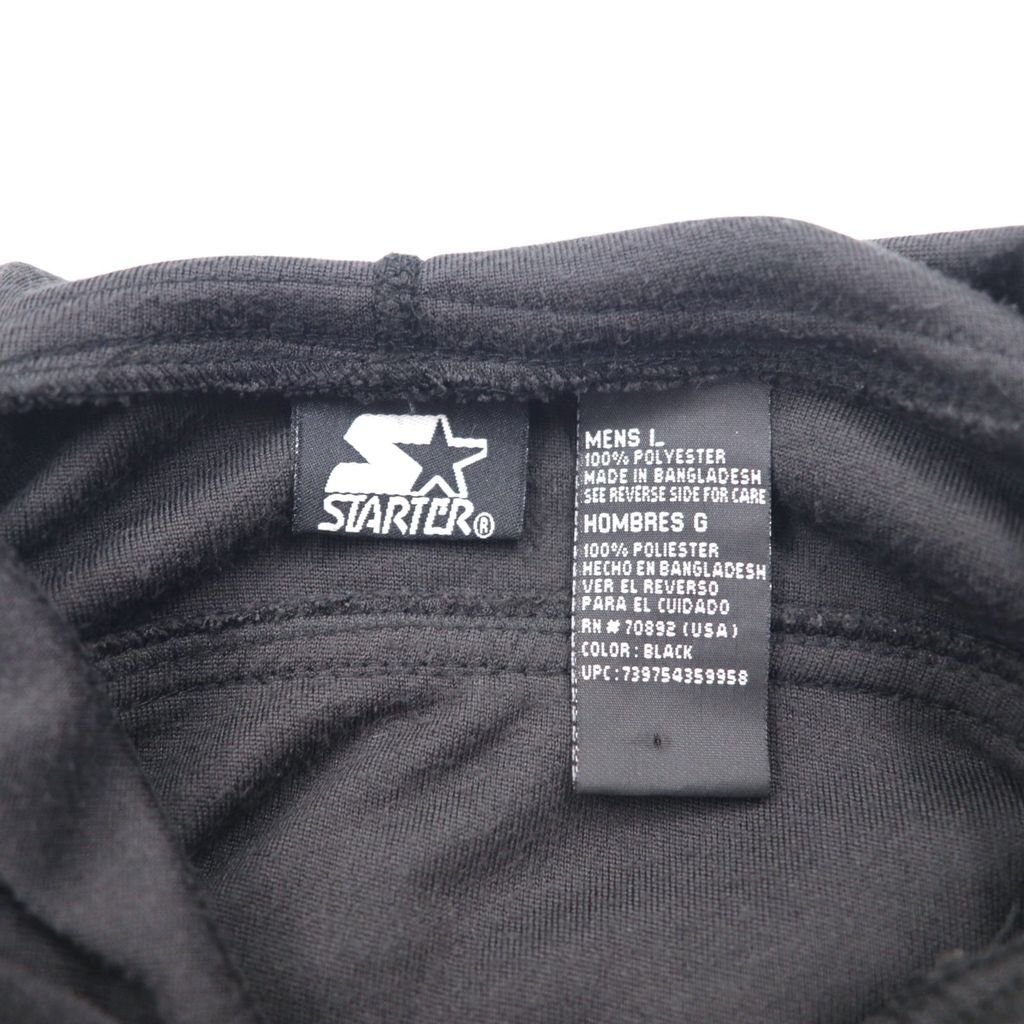 STARTER®
MENS L
100% POLYESTER
MADE IN BANGLADESH
SEE REVERSE SIDE FOR CARE
HOMBRES G
100% POLIESTER
HECHO EN BANGLADESH
VER EL REVERSO
PARA EL CUIDADO
RN # 70892 (USA)
COLOR: BLACK
UPC: 739754359958